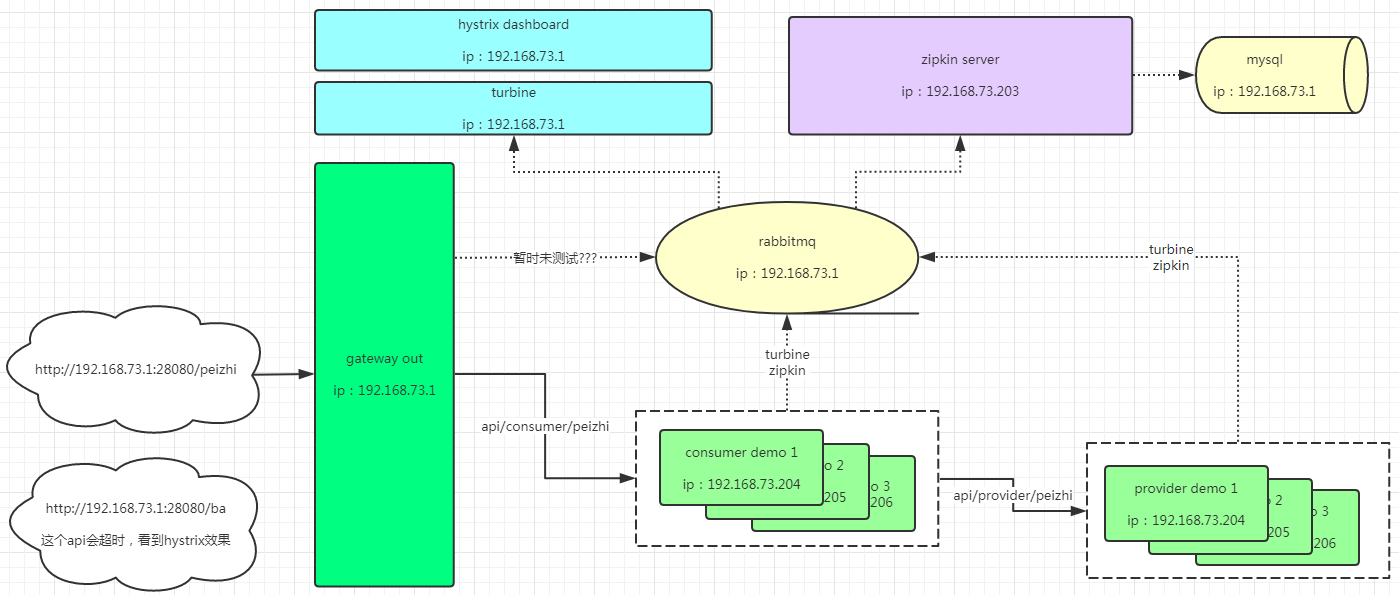 hystrix dashboard
ip：192.168.73.1
turbine
ip：192.168.73.1
zipkin server
ip：192.168.73.203
mysql
ip：192.168.73.1
rabbitmq
ip：192.168.73.1
暂时未测试???
turbine
zipkin
http://192.168.73.1:28080/peizhi
gateway out
ip：192.168.73.1
turbine
zipkin
api/consumer/peizhi
consumer demo 1
ip：192.168.73.204
o 2
205
o 3
206
api/provider/peizhi
provider demo 1
ip：192.168.73.204
2
205
o 3
206
http://192.168.73.1:28080/ba
这个api会超时，看到hystrix效果